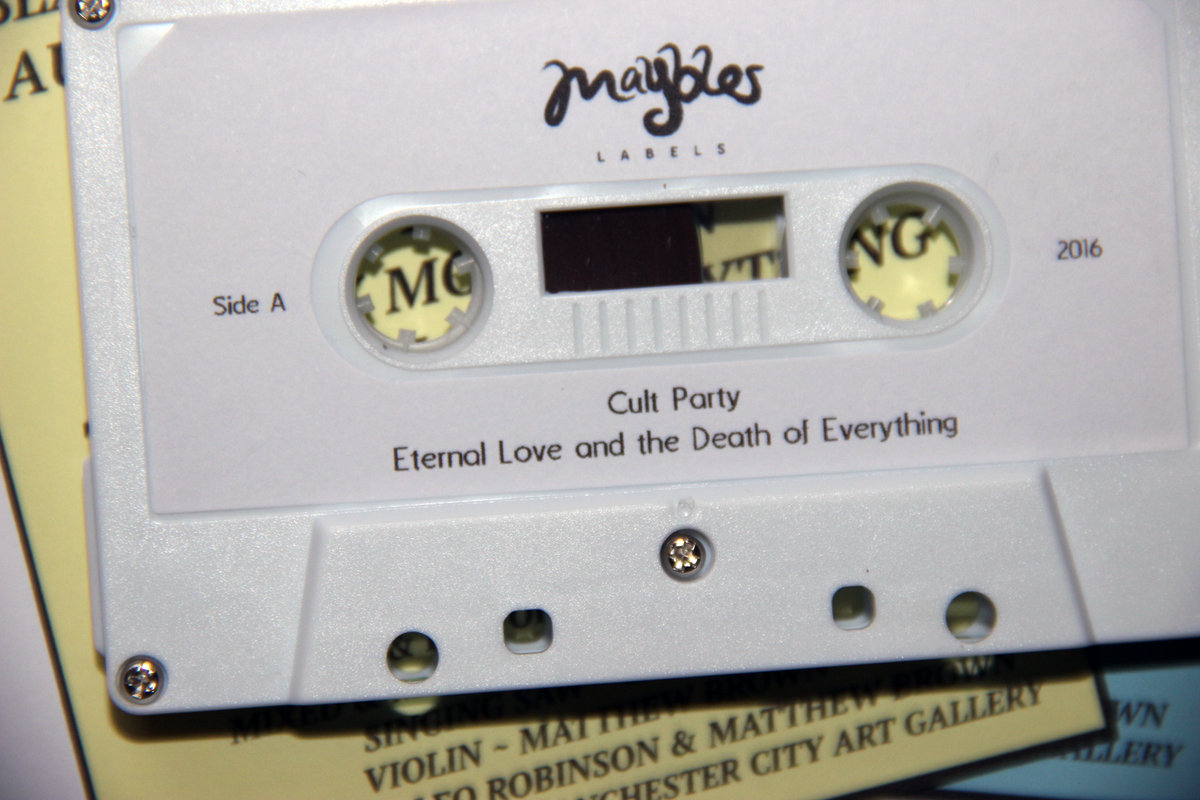 maybles
LABELS
Side A
2016
Cult Party
Eternal Love and the Death of Everything
MIXED &
SINGING SAW
VIOLIN ~ MATTHEW BROWN
ROBINSON & MATTHEW BROWN
CITY ART GALLERY